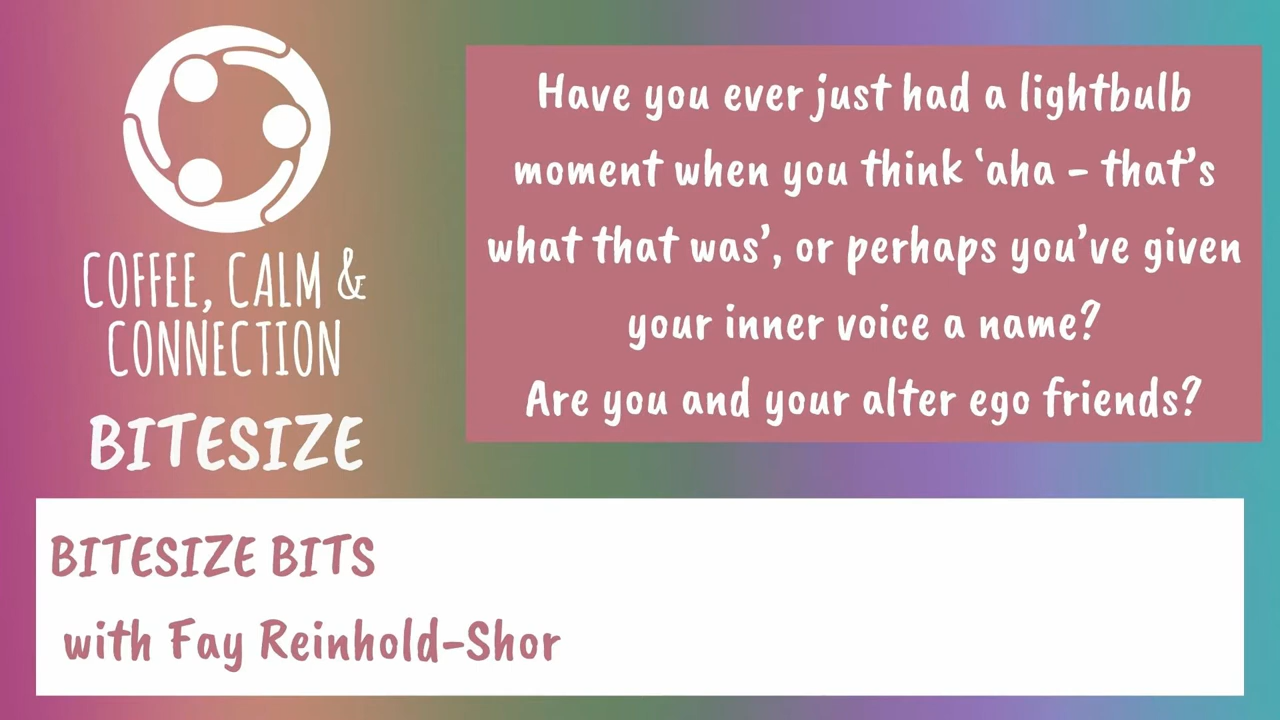 COFFEE, CALM &
CONNECTION
BITESIZE
Have you ever just had a lightbulb
moment when you think ‘aha – that’s
what that was’, or perhaps you’ve given
your inner voice a name?
Are you and your alter ego friends?
BITESIZE BITS
with Fay Reinhold-Shor